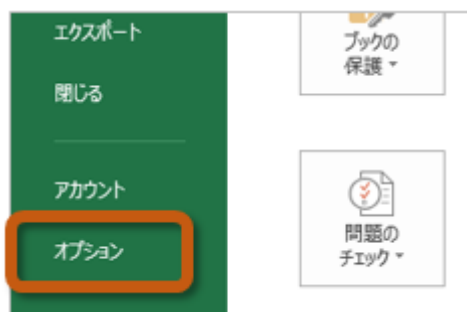 エクスポート
閉じる
アカウント
オプション
ブックの
保護
問題の
チェック